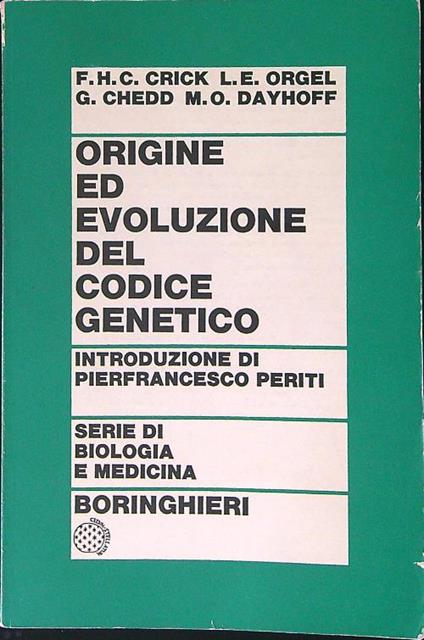 F.H.C. CRICK L.E. ORGEL
G. CHEDD M.O. DAYHOFF
ORIGINE
ED
EVOLUZIONE
DEL
CODICE
GENETICO
INTRODUZIONE DI
PIERFRANCESCO PERITI
SERIE DI
BIOLOGIA
E MEDICINA
BORINGHIERI